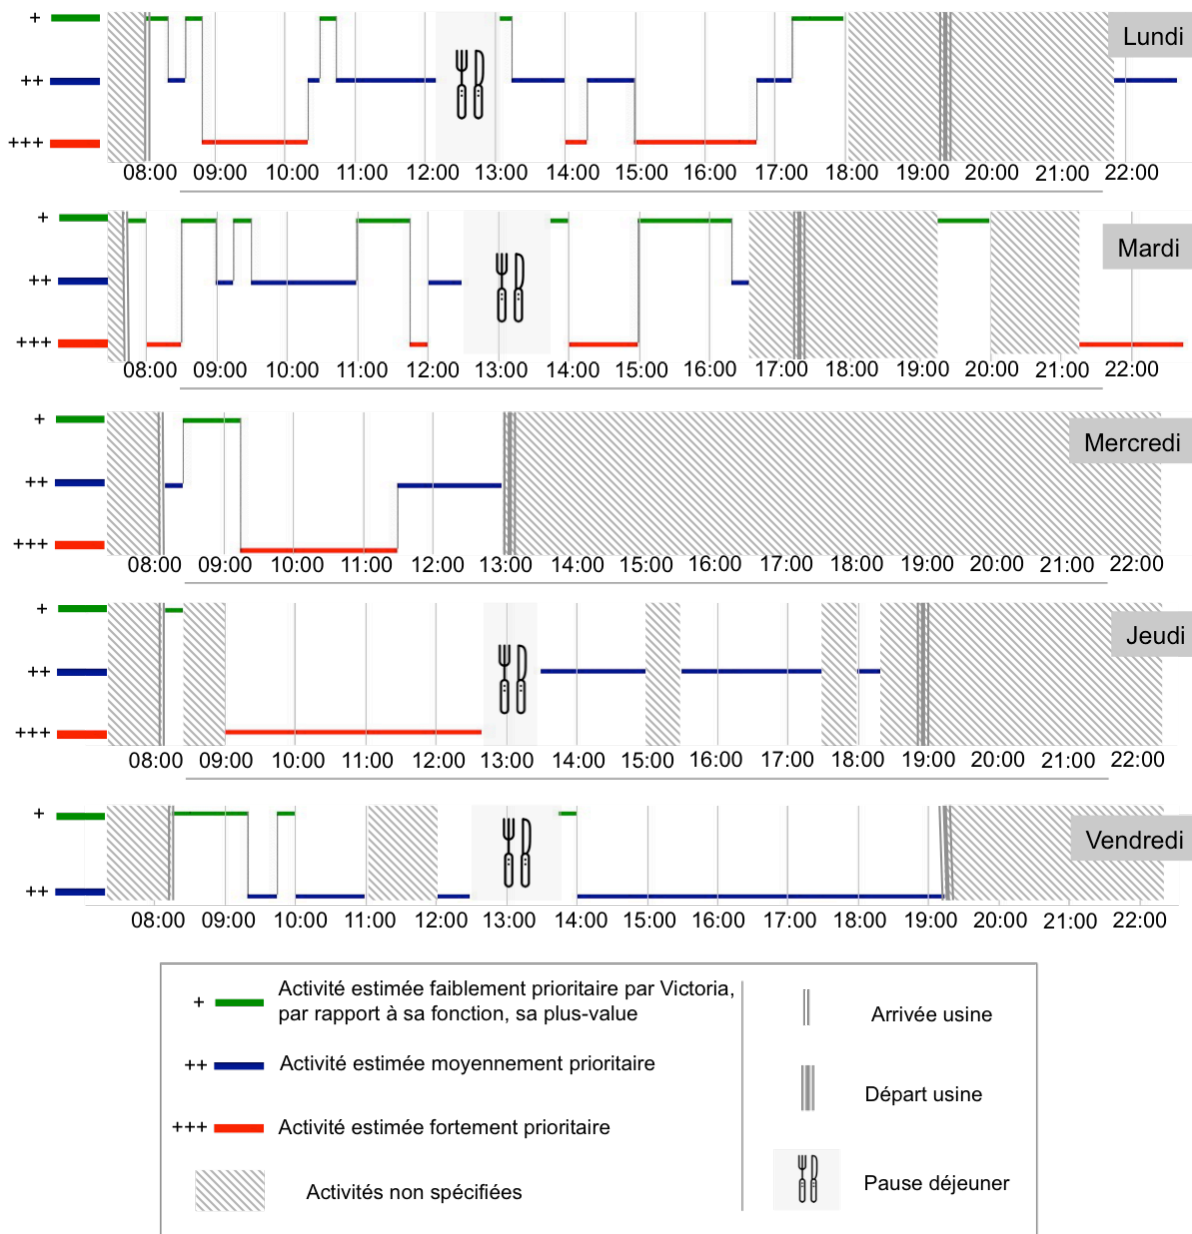 +
Lundi
++
+++
08:00 09:00 10:00 11:00 12:00 13:00 14:00 15:00 16:00 17:00 18:00 19:00 20:00 21:00 22:00
+
Mardi
++
+++
08:00 09:00 10:00 11:00 12:00 13:00 14:00 15:00 16:00 17:00 18:00 19:00 20:00 21:00 22:00
+
Mercredi
++
+++
08:00 09:00 10:00 11:00 12:00 13:00 14:00 15:00 16:00 17:00 18:00 19:00 20:00 21:00 22:00
+
Jeudi
++
+++
08:00 09:00 10:00 11:00 12:00 13:00 14:00 15:00 16:00 17:00 18:00 19:00 20:00 21:00 22:00
+
Vendredi
++
08:00 09:00 10:00 11:00 12:00 13:00 14:00 15:00 16:00 17:00 18:00 19:00 20:00 21:00 22:00
+ Activité estimée faiblement prioritaire par Victoria,
par rapport à sa fonction, sa plus-value
++ Activité estimée moyennement prioritaire
+++ Activité estimée fortement prioritaire
Activités non spécifiées
Arrivée usine
Départ usine
Pause déjeuner